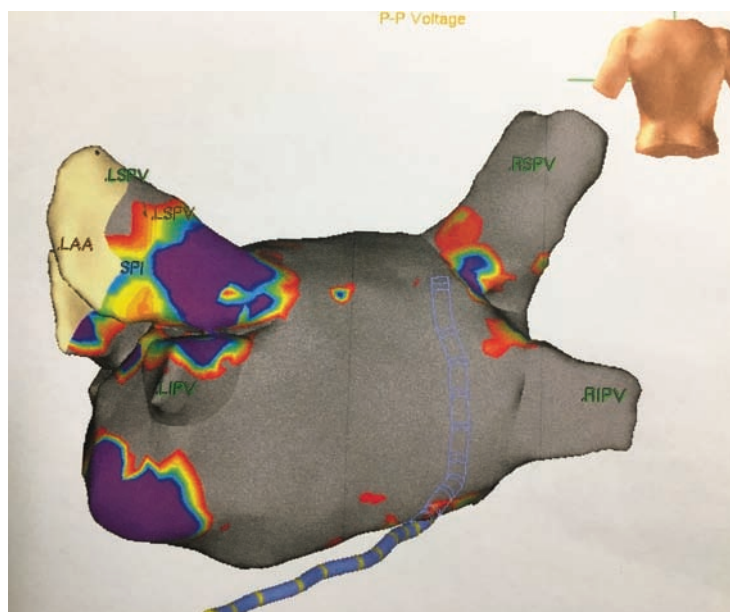 P-P Voltage
.LSPV
.RSPV
.LSPV
.LAA
SPI
.LIPV
.RIPV